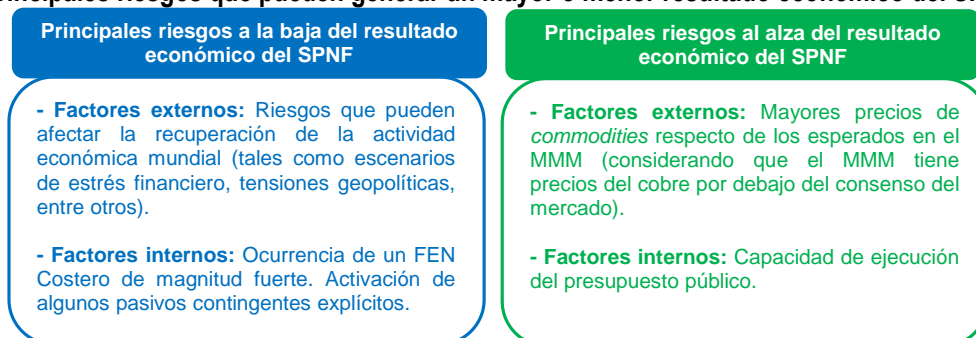 Principales riesgos a la baja del resultado
económico del SPNF
- Factores externos: Riesgos que pueden
afectar la recuperación de la actividad
económica mundial (tales como escenarios
de estrés financiero, tensiones geopolíticas,
entre otros).
- Factores internos: Ocurrencia de un FEN
Costero de magnitud fuerte. Activación de
algunos pasivos contingentes explícitos.
Principales riesgos al alza del resultado
económico del SPNF
- Factores externos: Mayores precios de
commodities respecto de los esperados en el
MMM (considerando que el MMM tiene
precios del cobre por debajo del consenso del
mercado).
- Factores internos: Capacidad de ejecución
del presupuesto público.